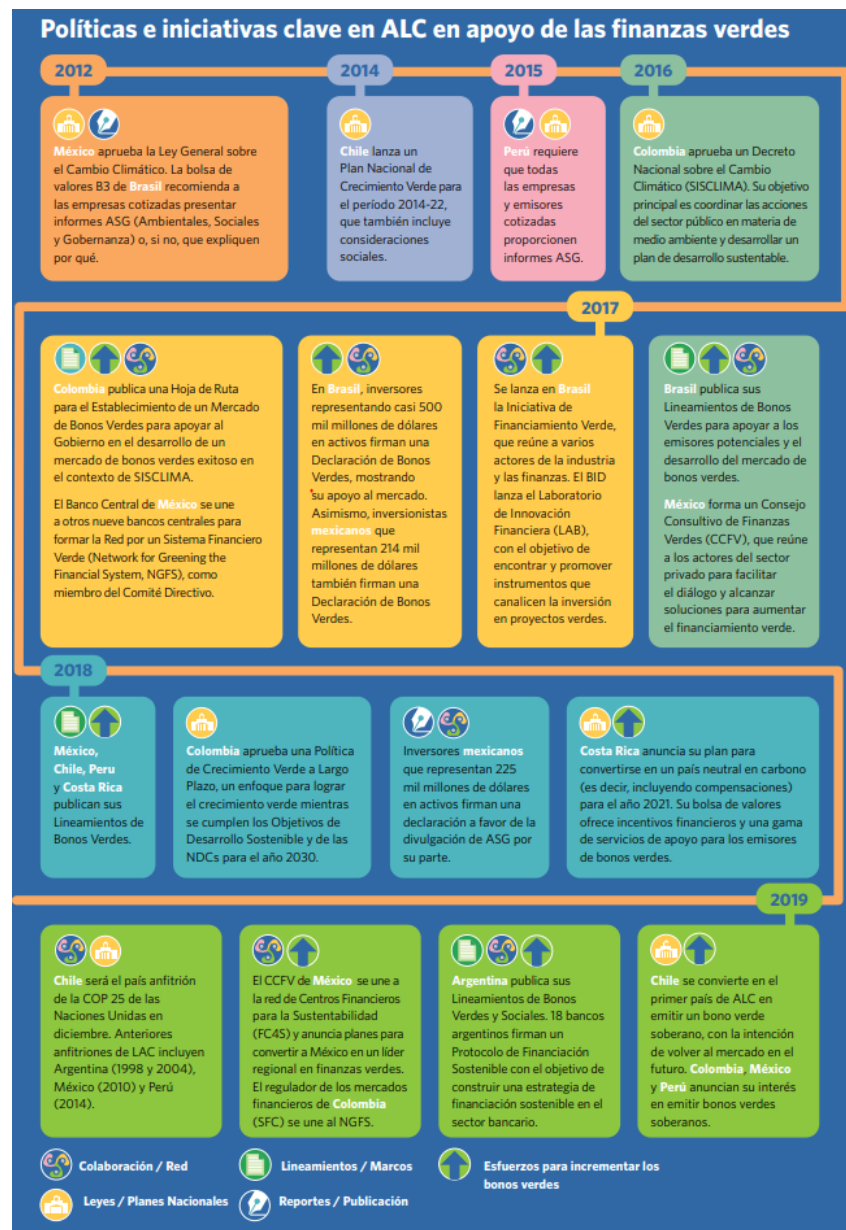 Políticas e iniciativas clave en ALC en apoyo de las finanzas verdes
2012
México aprueba la Ley General sobre
el Cambio Climático. La bolsa de
valores B3 de Brasil recomienda a
las empresas cotizadas presentar
informes ASG (Ambientales, Sociales
y Gobernanza) o, si no, que expliquen
por qué.
2014
Chile lanza un
Plan Nacional de
Crecimiento Verde para
el período 2014-22,
que también incluye
consideraciones
sociales.
2015
Perú requiere
que todas
las empresas
y emisores
cotizadas
proporcionen
informes ASG.
2016
Colombia aprueba un Decreto
Nacional sobre el Cambio
Climático (SISCLIMA). Su objetivo
principal es coordinar las acciones
del sector público en materia de
medio ambiente y desarrollar un
plan de desarrollo sustentable.
2017
Colombia publica una Hoja de Ruta
para el Establecimiento de un Mercado
de Bonos Verdes para apoyar al
Gobierno en el desarrollo de un
mercado de bonos verdes exitoso en
el contexto de SISCLIMA.
El Banco Central de México se une
a otros nueve bancos centrales para
formar la Red por un Sistema Financiero
Verde (Network for Greening the
Financial System, NGFS), como
miembro del Comité Directivo.
En Brasil, inversores
representando casi 500
mil millones de dólares
en activos firman una
Declaración de Bonos
Verdes, mostrando
su apoyo al mercado.
Asimismo, inversionistas
mexicanos que
representan 214 mil
millones de dólares
también firman una
Declaración de Bonos
Verdes.
Se lanza en Brasil
la Iniciativa de
Financiamiento Verde,
que reúne a varios
actores de la industria
y las finanzas. El BID
lanza el Laboratorio
de Innovación
Financiera (LAB),
con el objetivo de
encontrar y promover
instrumentos que
canalicen la inversión
en proyectos verdes.
Brasil publica sus
Lineamientos de Bonos
Verdes para apoyar a los
emisores potenciales y el
desarrollo del mercado de
bonos verdes.
México forma un Consejo
Consultivo de Finanzas
Verdes (CCFV), que reúne
a los actores del sector
privado para facilitar
el diálogo y alcanzar
soluciones para aumentar
el financiamiento verde.
2018
México,
Chile, Peru
y Costa Rica
publican sus
Lineamientos de
Bonos Verdes.
Colombia aprueba una Política
de Crecimiento Verde a Largo
Plazo, un enfoque para lograr
el crecimiento verde mientras
se cumplen los Objetivos de
Desarrollo Sostenible y de las
NDCs para el año 2030.
Inversores mexicanos
que representan 225
mil millones de dólares
en activos firman una
declaración a favor de la
divulgación de ASG por
su parte.
Costa Rica anuncia su plan para
convertirse en un país neutral en carbono
(es decir, incluyendo compensaciones)
para el año 2021. Su bolsa de valores
ofrece incentivos financieros y una gama
de servicios de apoyo para los emisores
de bonos verdes.
2019
Chile será el país anfitrión
de la COP 25 de las
Naciones Unidas en
diciembre. Anteriores
anfitriones de LAC incluyen
Argentina (1998 y 2004),
México (2010) y Perú
(2014).
El CCFV de México se une a
la red de Centros Financieros
para la Sustentabilidad
(FC4S) y anuncia planes para
convertir a México en un líder
regional en finanzas verdes.
El regulador de los mercados
financieros de Colombia
(SFC) se une al NGFS.
Argentina publica sus
Lineamientos de Bonos
Verdes y Sociales. 18 bancos
argentinos firman un
Protocolo de Financiación
Sostenible con el objetivo de
construir una estrategia de
financiación sostenible en el
sector bancario.
Chile se convierte en el
primer país de ALC en
emitir un bono verde
soberano, con la intención
de volver al mercado en el
futuro. Colombia, México
y Perú anuncian su interés
en emitir bonos verdes
soberanos.
Colaboración / Red
Lineamientos / Marcos
Esfuerzos para incrementar los
bonos verdes
Leyes / Planes Nacionales
Reportes / Publicación